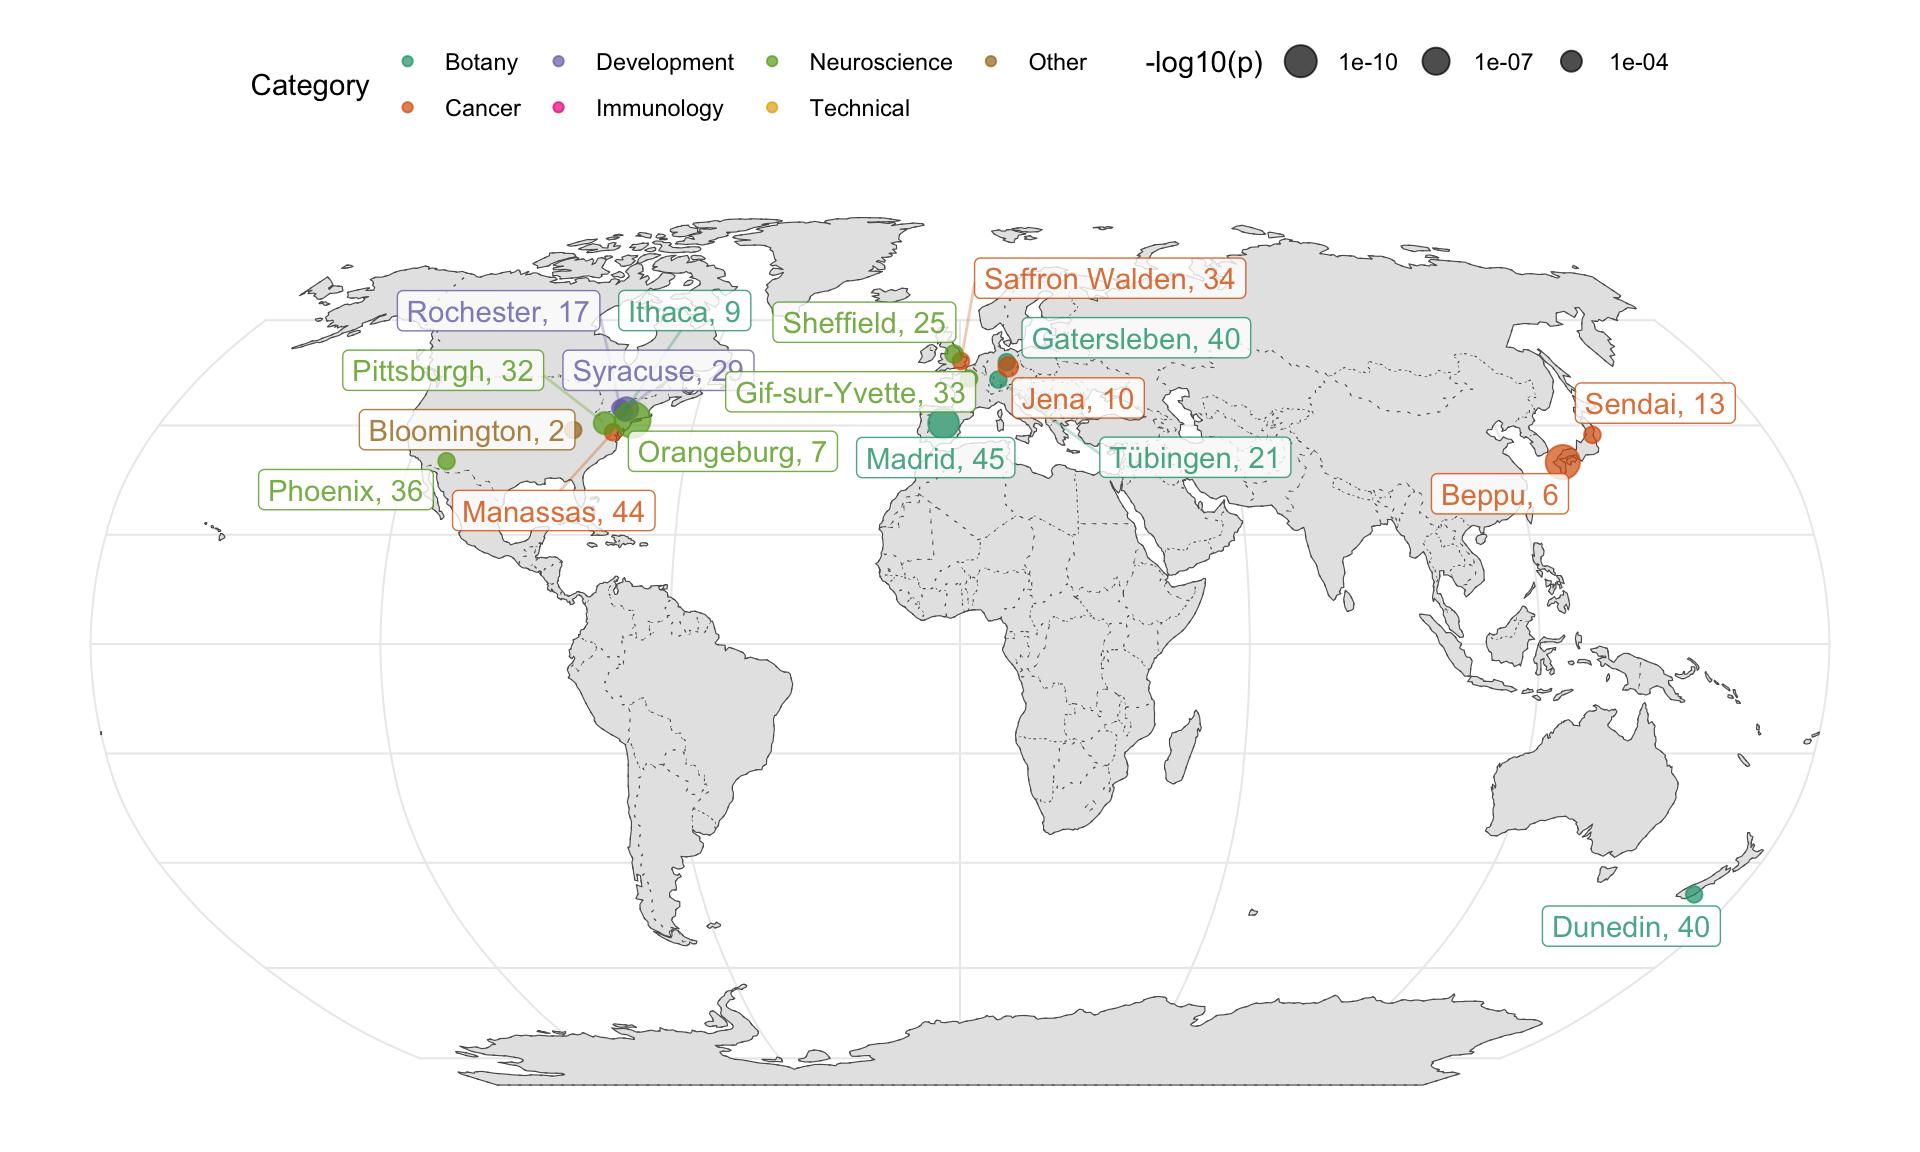 Category
Botany
Development
Neuroscience
Other
Cancer
Immunology
Technical
-log10(p)
1e-10
1e-07
1e-04
Saffron Walden, 34
Rochester, 17
Ithaca, 9
Sheffield, 25
Gatersleben, 40
Pittsburgh, 32
Syracuse, 29
Gif-sur-Yvette, 33
Jena, 10
Sendai, 13
Bloomington, 2
Orangeburg, 7
Madrid, 45
Tübingen, 21
Phoenix, 36
Manassas, 44
Beppu, 6
Dunedin, 40